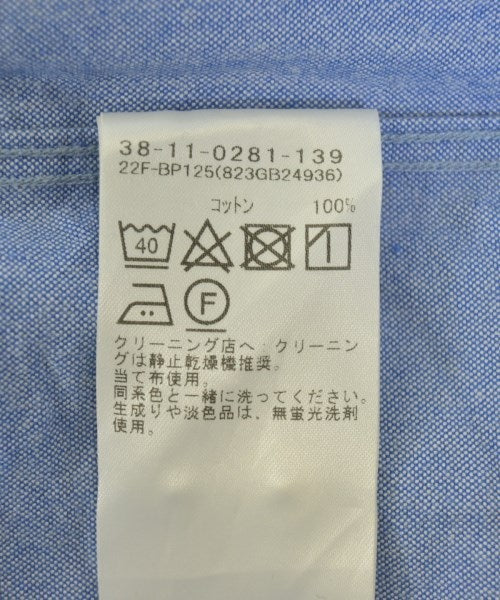 38-11-0281-139
22F-BP125(823GB24936)
コットン 100%
40
F
クリーニング店へ:クリーニン
グは静止乾燥機推奨。
当て布使用。
同系色と一緒に洗ってください。
生成りや淡色品は、無蛍光洗剤
使用。